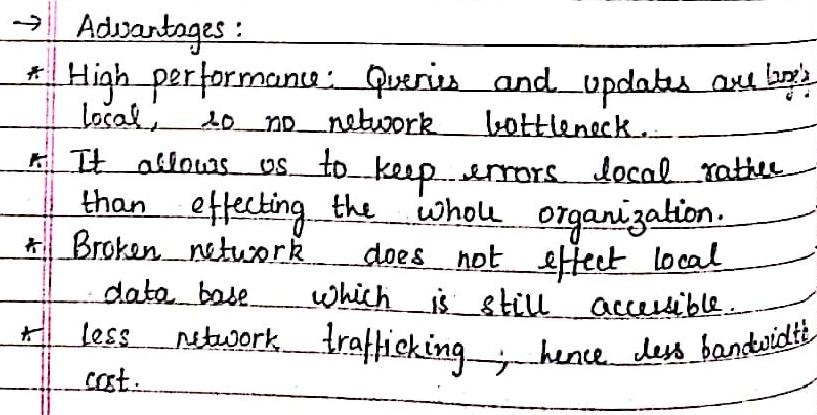 → Advantages :
* High performance: Queries and updates are largely
local, so no network bottleneck.
* It allows us to keep errors local rather
than effecting the whole organization.
* Broken network does not effect local
data base which is still accessible.
* less network trafficking ; hence less bandwidth
cost.